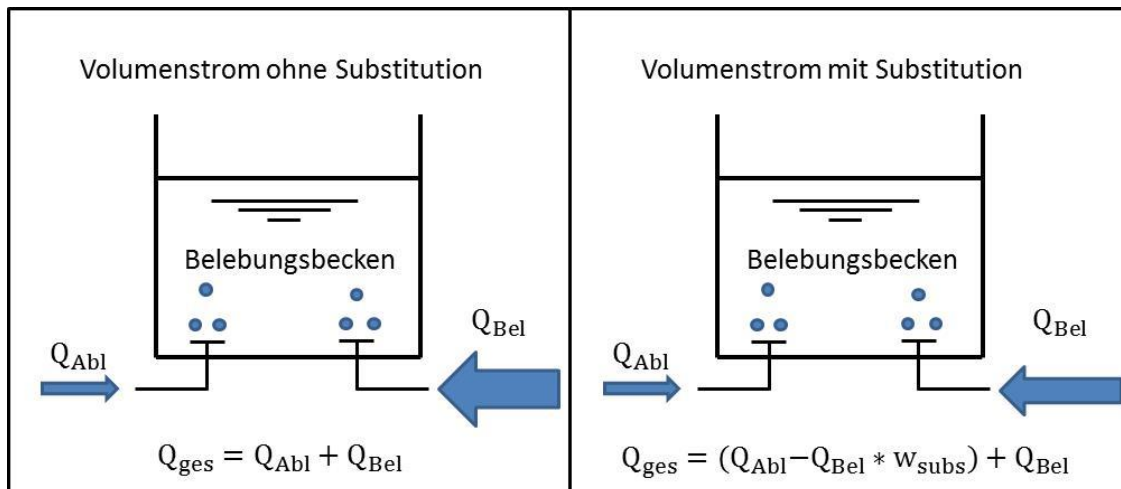 Volumenstrom ohne Substitution
Belebungsbecken
Q_Bel
Q_Abl
Q_ges = Q_Abl + Q_Bel
Volumenstrom mit Substitution
Belebungsbecken
Q_Bel
Q_Abl
Q_ges = (Q_Abl−Q_Bel * w_subs) + Q_Bel